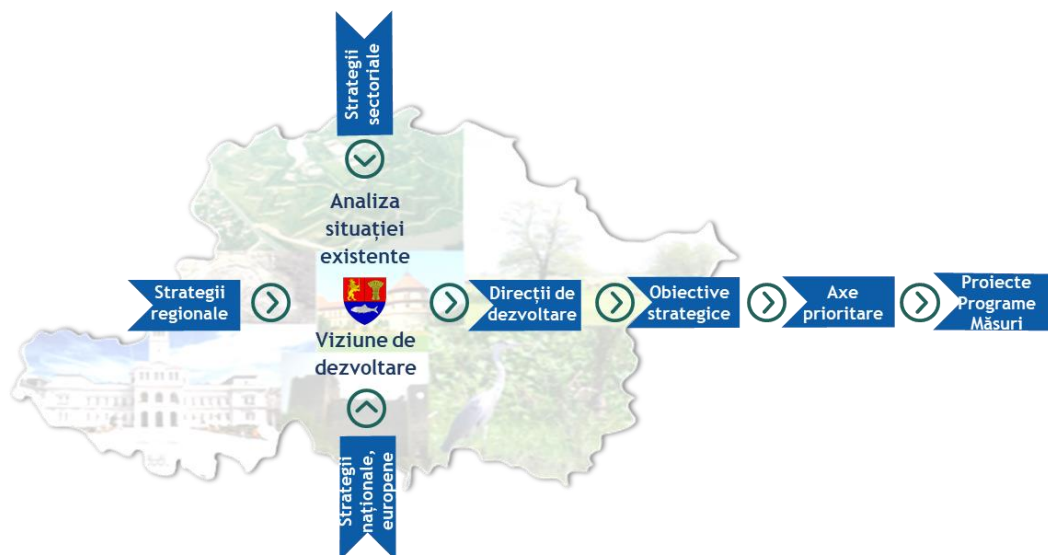 Strategii
sectoriale
Analiza
situației
existente
Strategii
regionale
Viziune de
dezvoltare
Direcții de
dezvoltare
Obiective
strategice
Axe
prioritare
Proiecte
Programe
Măsuri
Strategii
naționale,
europene